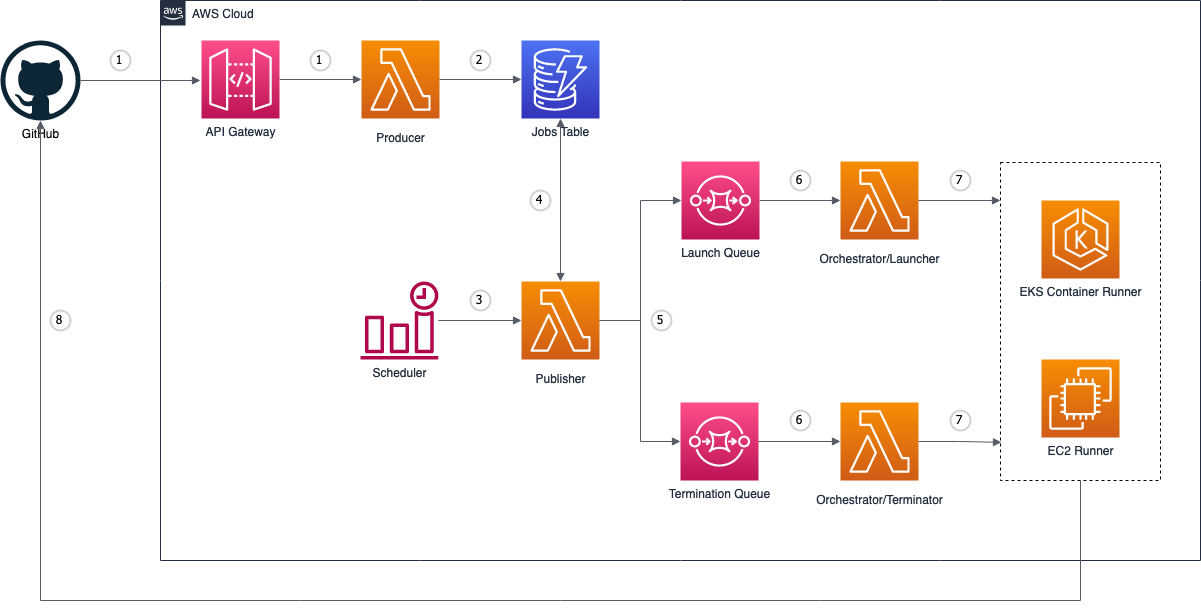 aws
AWS Cloud
1
1
2
GitHub
</>
API Gateway
Producer
Jobs Table
4
6
7
Launch Queue
Orchestrator/Launcher
K
EKS Container Runner
3
Scheduler
Publisher
5
8
6
7
EC2 Runner
Termination Queue
Orchestrator/Terminator